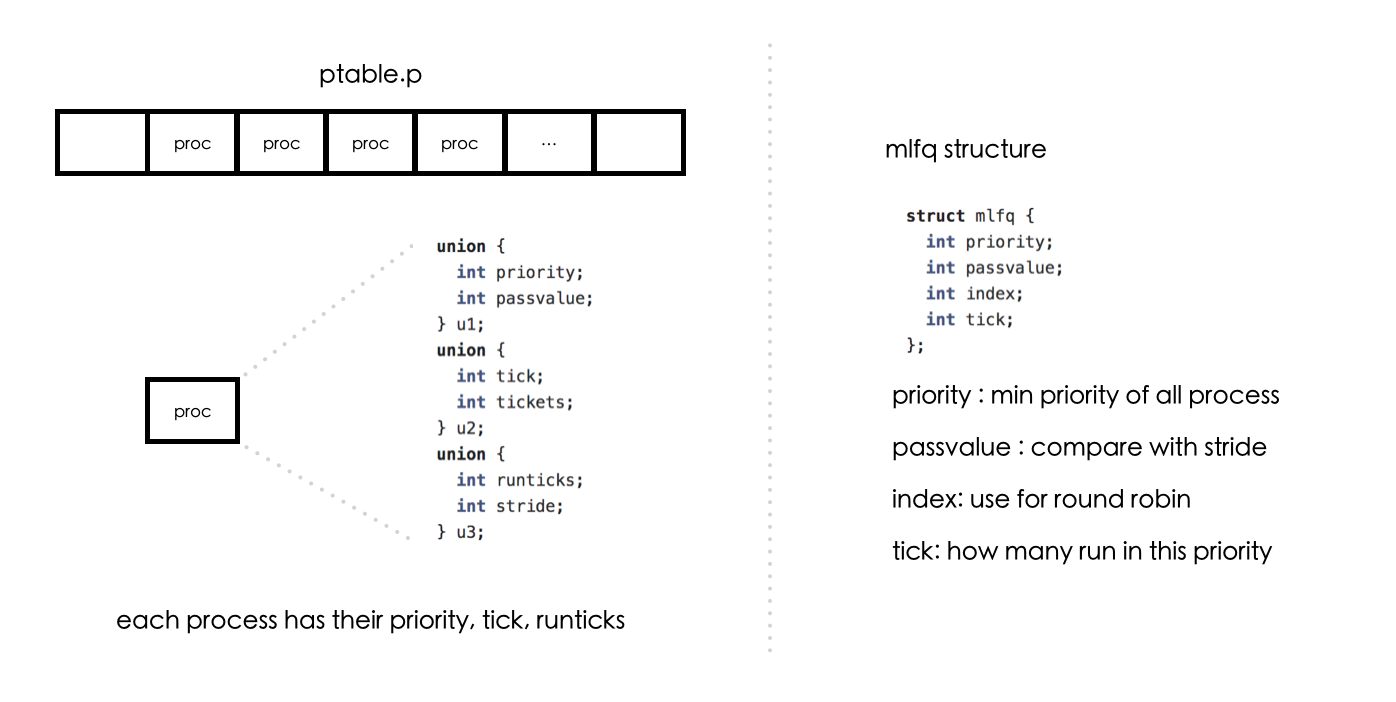 ptable.p
proc proc proc proc ...
union {
int priority;
int passvalue;
} u1;
union {
int tick;
int tickets;
} u2;
union {
int runticks;
int stride;
} u3;
proc
each process has their priority, tick, runticks
mlfq structure
struct mlfq {
int priority;
int passvalue;
int index;
int tick;
};
priority : min priority of all process
passvalue : compare with stride
index: use for round robin
tick: how many run in this priority